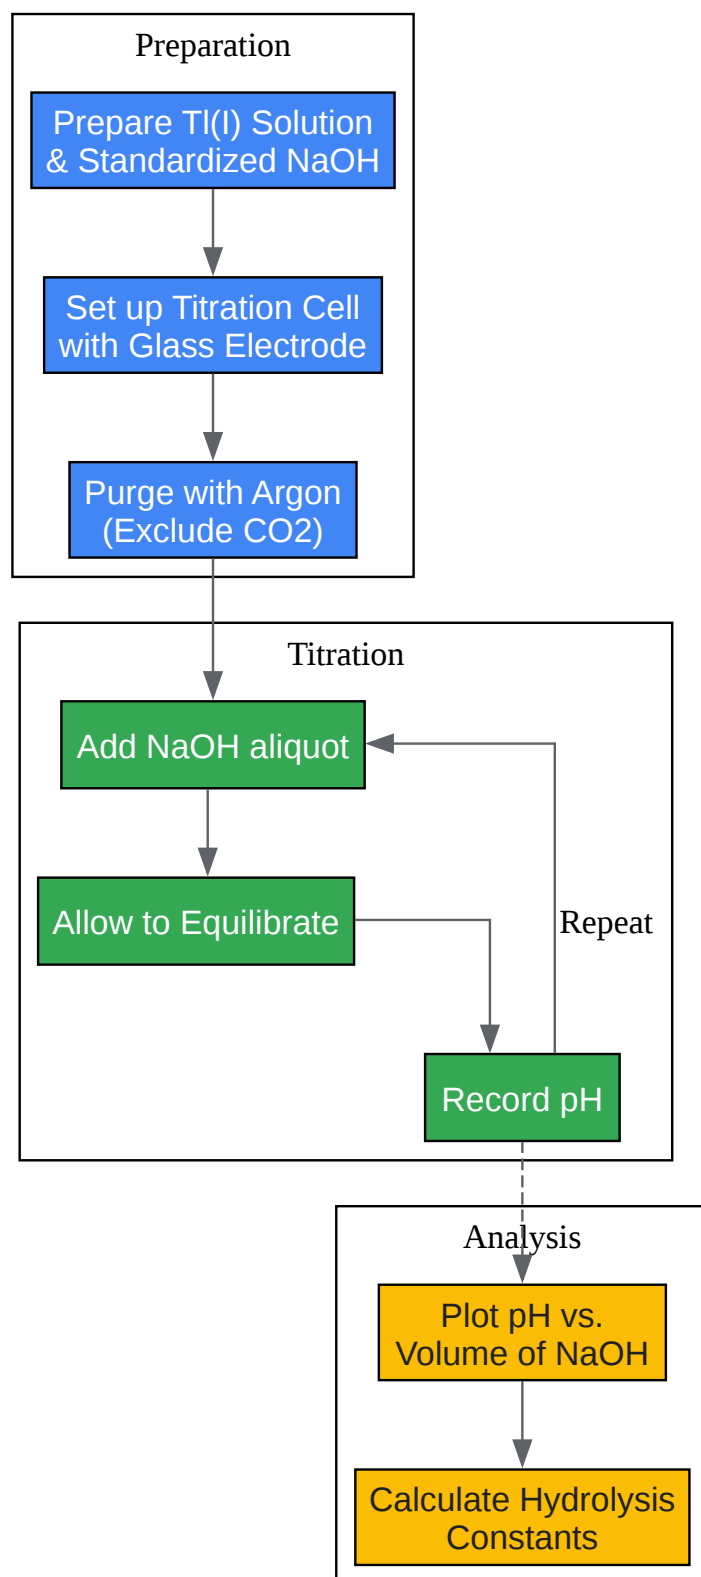 Preparation
Prepare Tl(I) Solution
& Standardized NaOH
Set up Titration Cell
with Glass Electrode
Purge with Argon
(Exclude CO2)
Titration
Add NaOH aliquot
Allow to Equilibrate
Repeat
Record pH
Analysis
Plot pH vs.
Volume of NaOH
Calculate Hydrolysis
Constants